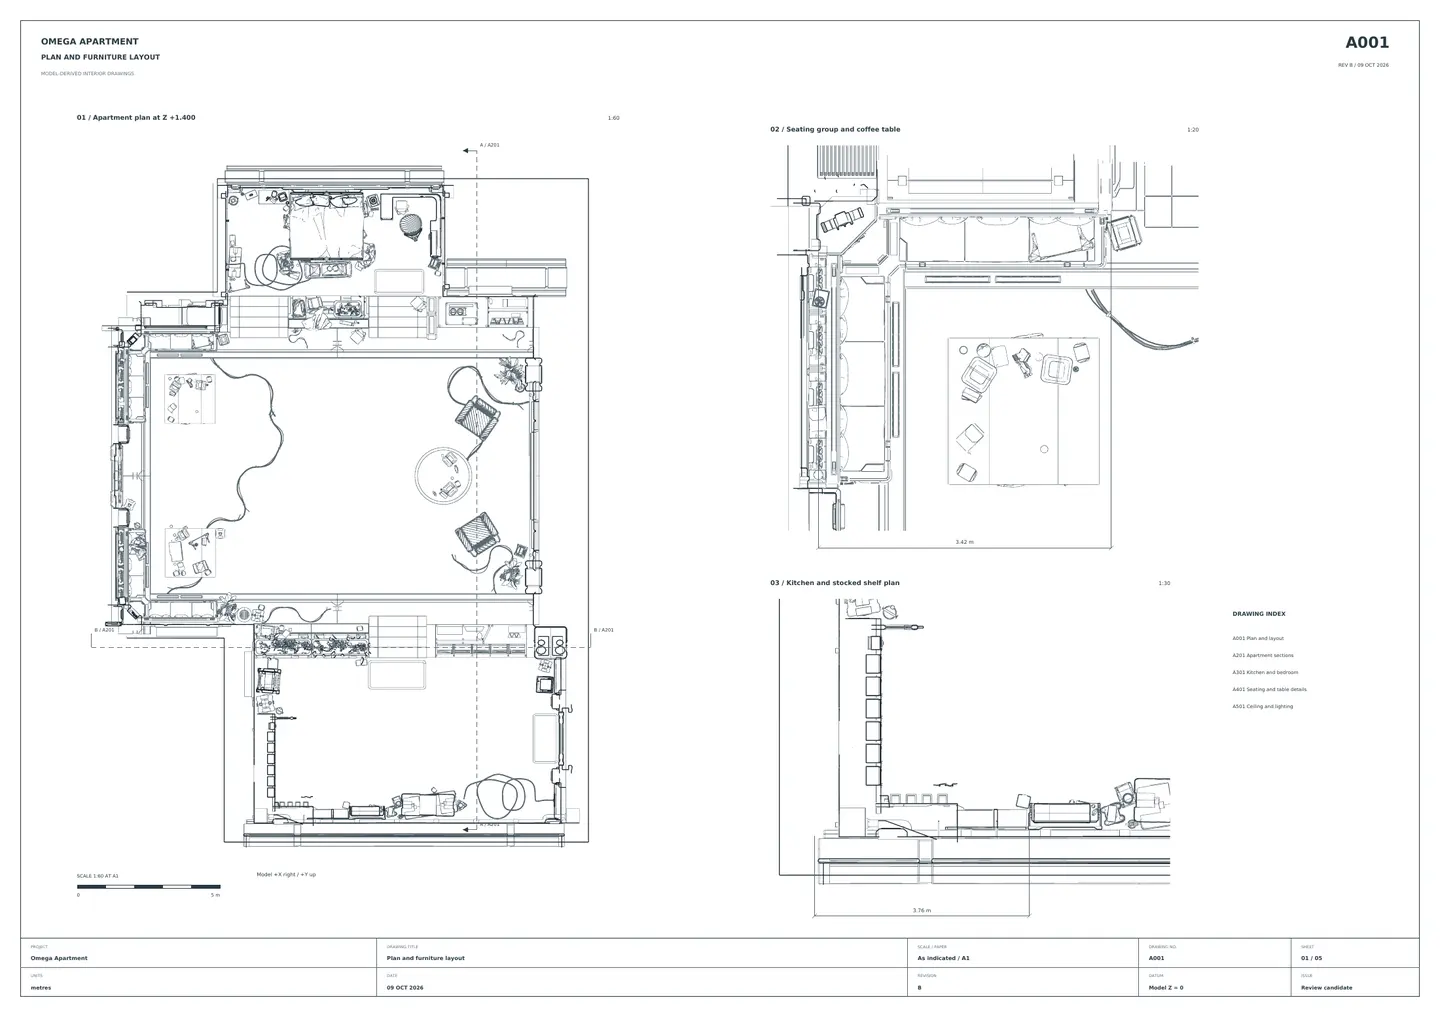 OMEGA APARTMENT
PLAN AND FURNITURE LAYOUT
MODEL-DERIVED INTERIOR DRAWINGS
A001
REV B / 09 OCT 2026
01 / Apartment plan at Z +1.400
1:60
A / A201
B / A201
B / A201
A / A201
SCALE 1:60 AT A1
0
5 m
Model +X right / +Y up
02 / Seating group and coffee table
1:20
3.42 m
03 / Kitchen and stocked shelf plan
1:30
3.76 m
DRAWING INDEX
A001 Plan and layout
A201 Apartment sections
A301 Kitchen and bedroom
A401 Seating and table details
A501 Ceiling and lighting
PROJECT
Omega Apartment
DRAWING TITLE
Plan and furniture layout
SCALE / PAPER
As indicated / A1
DRAWING NO.
A001
SHEET
01 / 05
UNITS
metres
DATE
09 OCT 2026
REVISION
B
DATUM
Model Z = 0
ISSUE
Review candidate